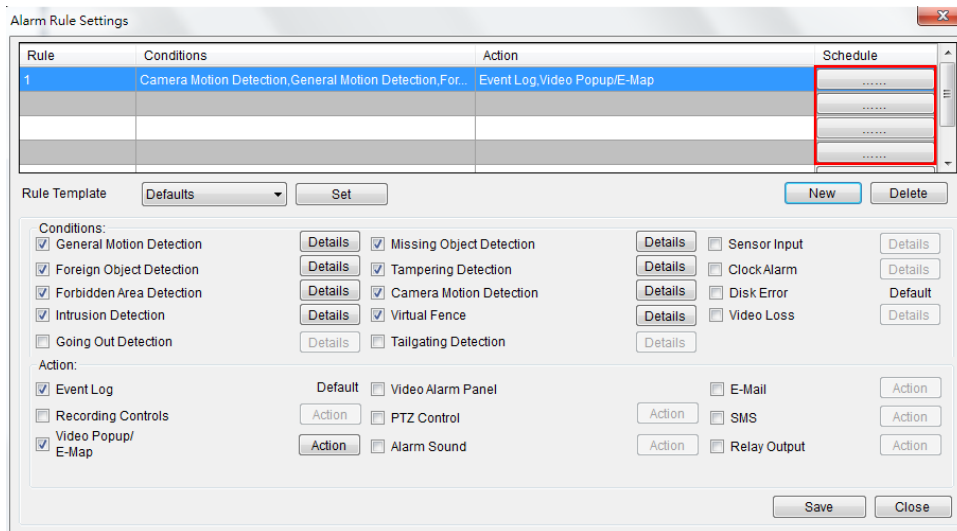 Alarm Rule Settings
Rule Conditions Action Schedule
1 Camera Motion Detection,General Motion Detection,For... Event Log,Video Popup/E-Map ......
......
......
......
Rule Template Defaults Set New Delete
Conditions:
General Motion Detection Details Missing Object Detection Details Sensor Input Details
Foreign Object Detection Details Tampering Detection Details Clock Alarm Details
Forbidden Area Detection Details Camera Motion Detection Details Disk Error Default
Intrusion Detection Details Virtual Fence Details Video Loss Details
Going Out Detection Details Tailgating Detection Details
Action:
Event Log Default Video Alarm Panel E-Mail Action
Recording Controls Action PTZ Control Action SMS Action
Video Popup/
E-Map Action Alarm Sound Action Relay Output Action
Save Close